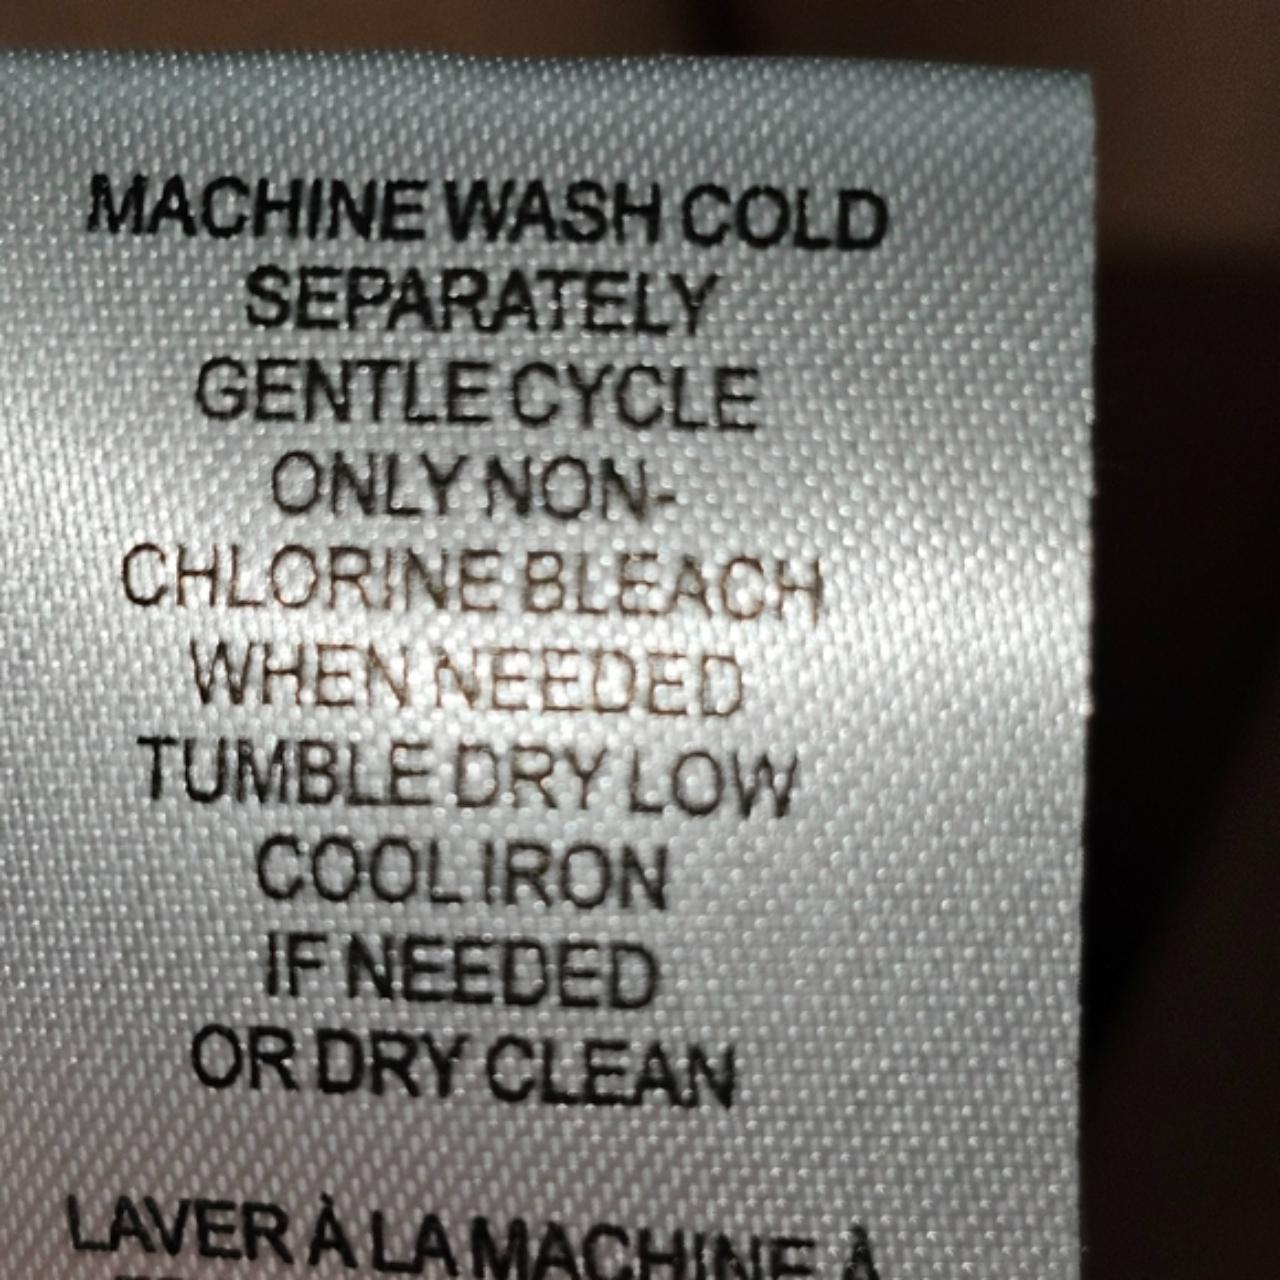 MACHINE WASH COLD
SEPARATELY
GENTLE CYCLE
ONLY NON-
CHLORINE BLEACH
WHEN NEEDED
TUMBLE DRY LOW
COOL IRON
IF NEEDED
OR DRY CLEAN
LAVER À LA MACHINE À